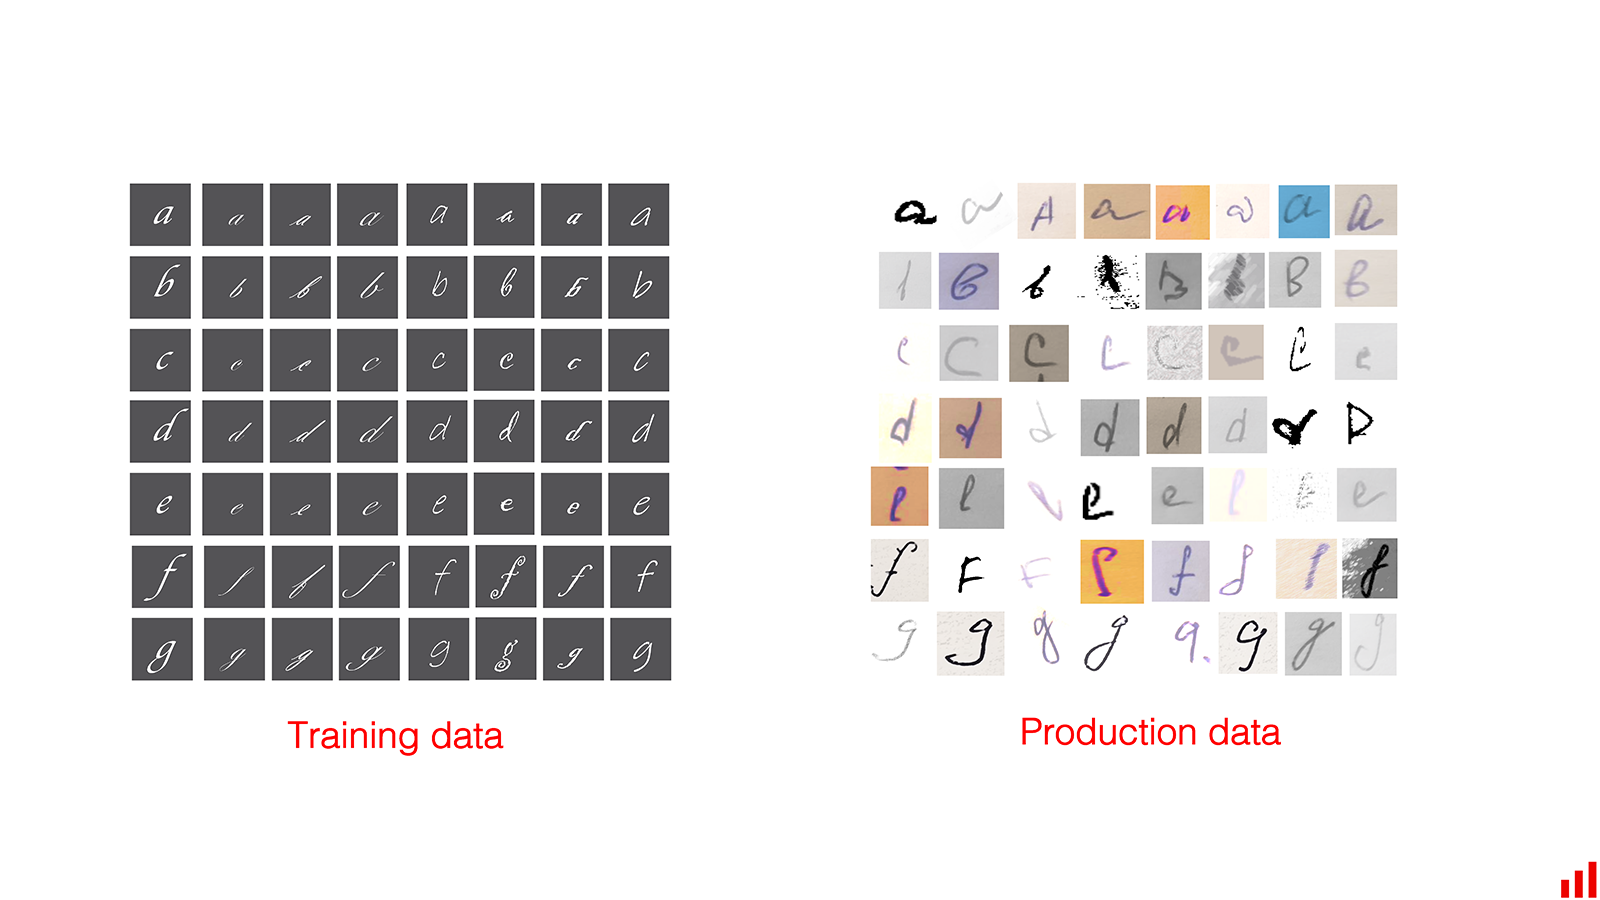 a a a a a a a a
b b b b b b b b
c c c c c c c c
d d d d d d d d
e e e e e e e e
f f f f f f f f
g g g g g g g g
Training data
a a A a a a a a
B b B B B
c C C C C c C c
d d d d d d d D
e e e e e e
f F F f f f f
g g g g q. g g g
Production data